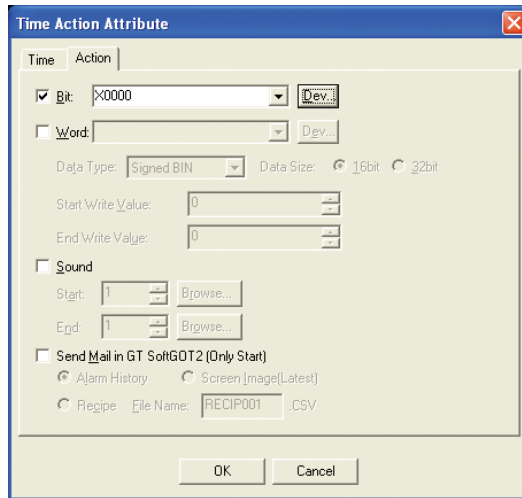 Time Action Attribute
Time Action
Bit: X0000 Dev...
Word: Dev...
Data Type: Signed BIN Data Size: 16bit 32bit
Start Write Value: 0
End Write Value: 0
Sound
Start: 1 Browse...
End: 1 Browse...
Send Mail in GT SoftGOT2 (Only Start)
Alarm History Screen Image(Latest)
Recipe File Name: RECIP001 .CSV
OK Cancel